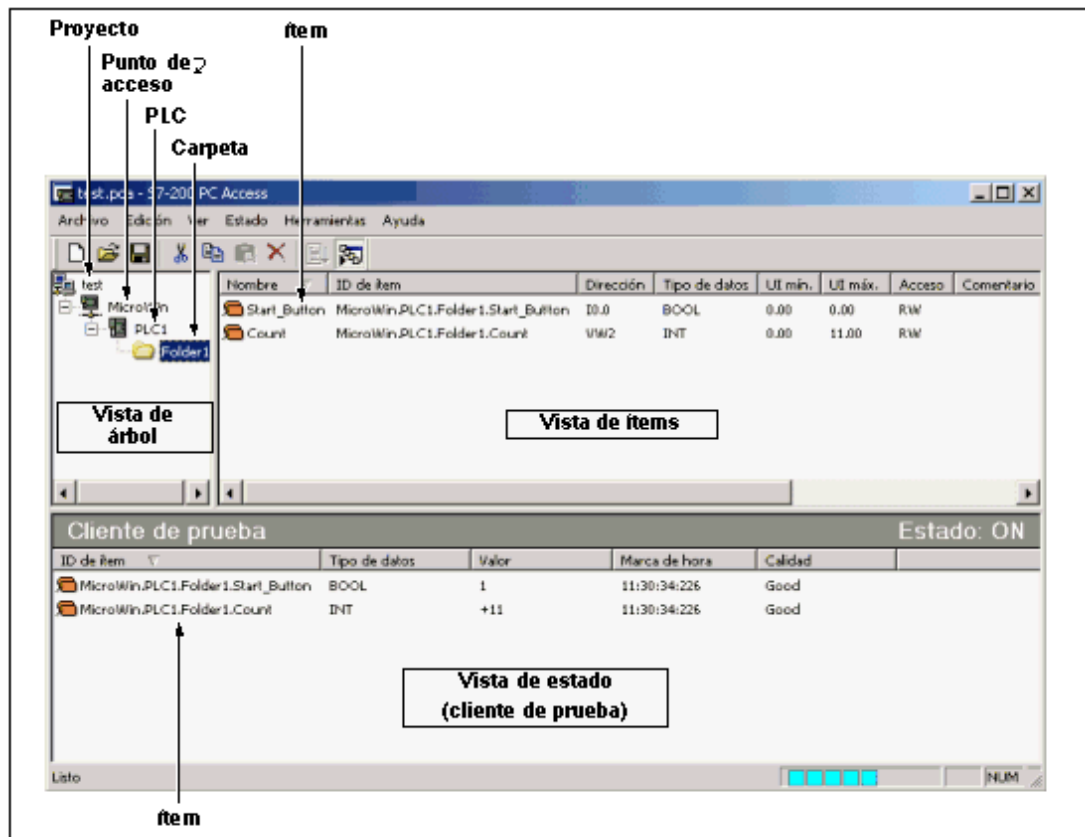 Proyecto
ítem
Punto de
acceso
PLC
Carpeta
test.pca - S7-200 PC Access
Archivo Edición Ver Estado Herramientas Ayuda
test
MicroWin
PLC1
Folder1
Nombre ID de ítem Dirección Tipo de datos UI mín. UI máx. Acceso Comentario
Start_Button MicroWin.PLC1.Folder1.Start_Button I0.0 BOOL 0.00 0.00 RW
Count MicroWin.PLC1.Folder1.Count VW2 INT 0.00 11.00 RW
Vista de
árbol
Vista de ítems
Cliente de prueba Estado: ON
ID de ítem Tipo de datos Valor Marca de hora Calidad
MicroWin.PLC1.Folder1.Start_Button BOOL 1 11:30:34:226 Good
MicroWin.PLC1.Folder1.Count INT +11 11:30:34:226 Good
Vista de estado
(cliente de prueba)
Listo NUM
ítem